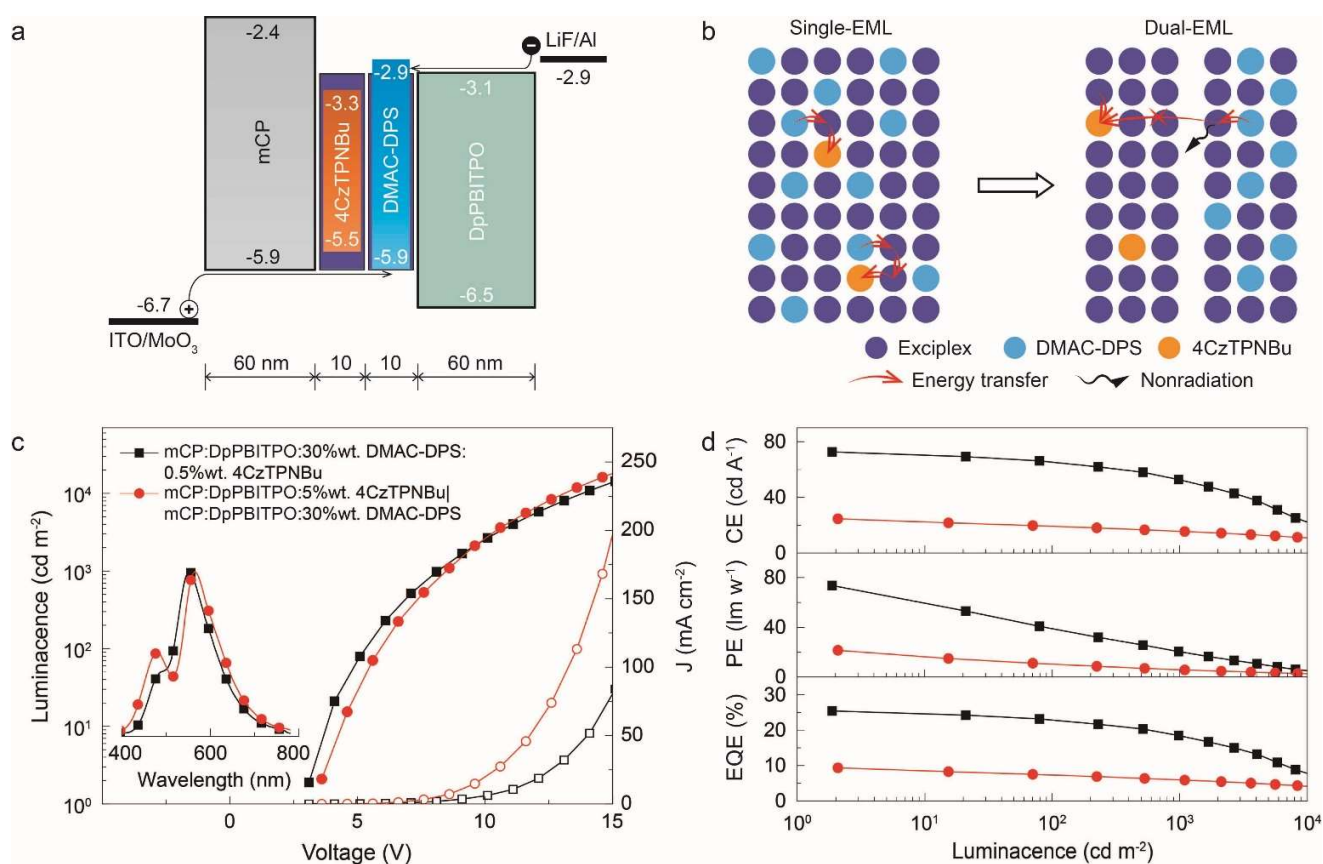 a
-2.4
mCP
-5.9
-6.7
ITO/MoO3
-3.3
4CzTPNBu
-5.5
-2.9
DMAC-DPS
-5.9
-3.1
DpPBITPO
-6.5
LiF/Al
-2.9
60 nm
10
10
60 nm
b
Single-EML
Dual-EML
Exciplex
DMAC-DPS
4CzTPNBu
Energy transfer
Nonradiation
c
mCP:DpPBITPO:30%wt. DMAC-DPS:
0.5%wt. 4CzTPNBu
mCP:DpPBITPO:5%wt. 4CzTPNBu|
mCP:DpPBITPO:30%wt. DMAC-DPS
Luminacence (cd m-2)
10^4
10^3
10^2
10^1
10^0
400
600
800
Wavelength (nm)
250
200
150
100
50
0
J (mA cm-2)
0
5
10
15
Voltage (V)
d
CE (cd A-1)
80
40
0
PE (lm w-1)
80
40
0
EQE (%)
30
20
10
0
10^0
10^1
10^2
10^3
10^4
Luminacence (cd m-2)